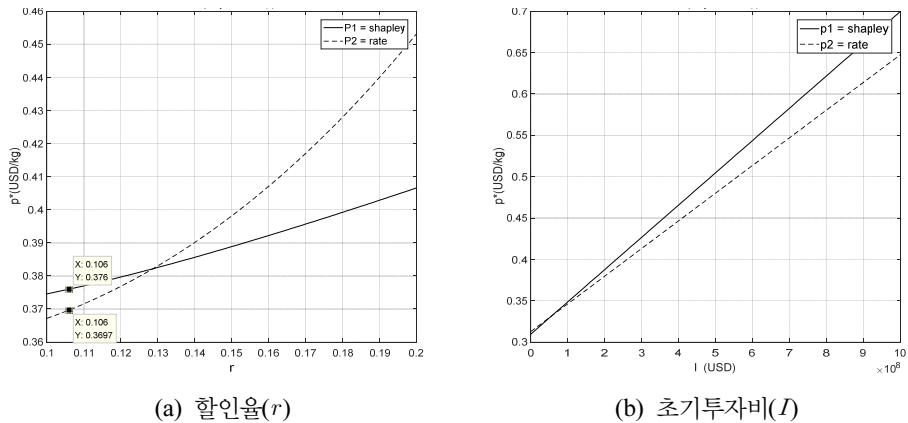 0.46
0.45
0.44
0.43
0.42
0.41
0.4
0.39
0.38
0.37
0.36
p*(USD/kg)
P1 = shapley
P2 = rate
X: 0.106
Y: 0.376
X: 0.106
Y: 0.3697
0.1 0.11 0.12 0.13 0.14 0.15 0.16 0.17 0.18 0.19 0.2
r
(a) 할인율(r)
0.7
0.65
0.6
0.55
0.5
0.45
0.4
0.35
0.3
p*(USD/kg)
p1 = shapley
p2 = rate
0 1 2 3 4 5 6 7 8 9 10
I (USD)
×10⁸
(b) 초기투자비(I)